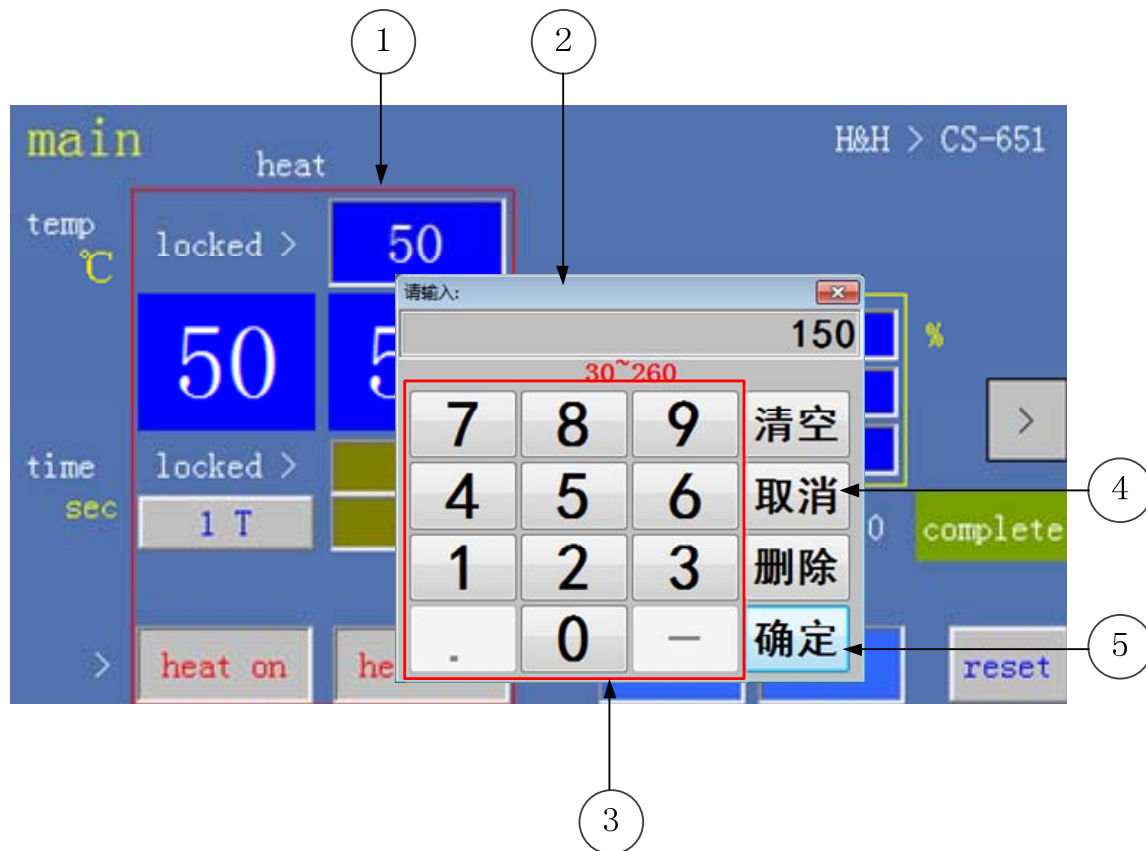 1
2
main
H&H > CS-651
heat
temp
℃
locked >
50
请输入:
150
50
%
30~260
7 8 9 清空
>
time
locked >
4 5 6 取消
4
sec
1 T
0
complete
1 2 3 删除
. 0 - 确定
5
>
heat on
he
reset
3